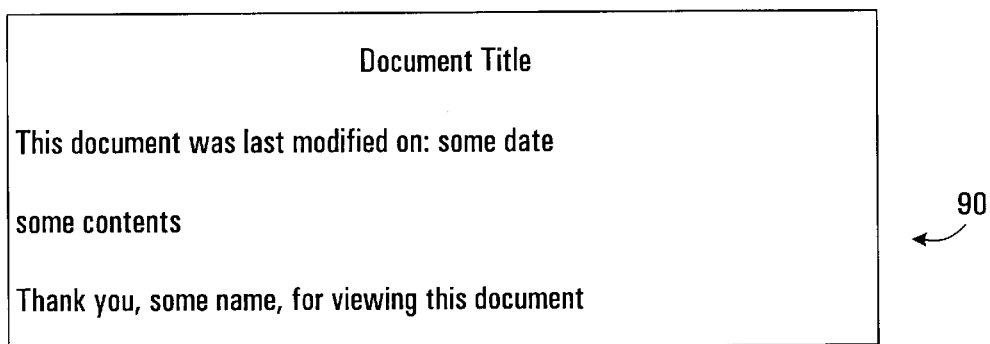 Document Title
This document was last modified on: some date
some contents
90
Thank you, some name, for viewing this document